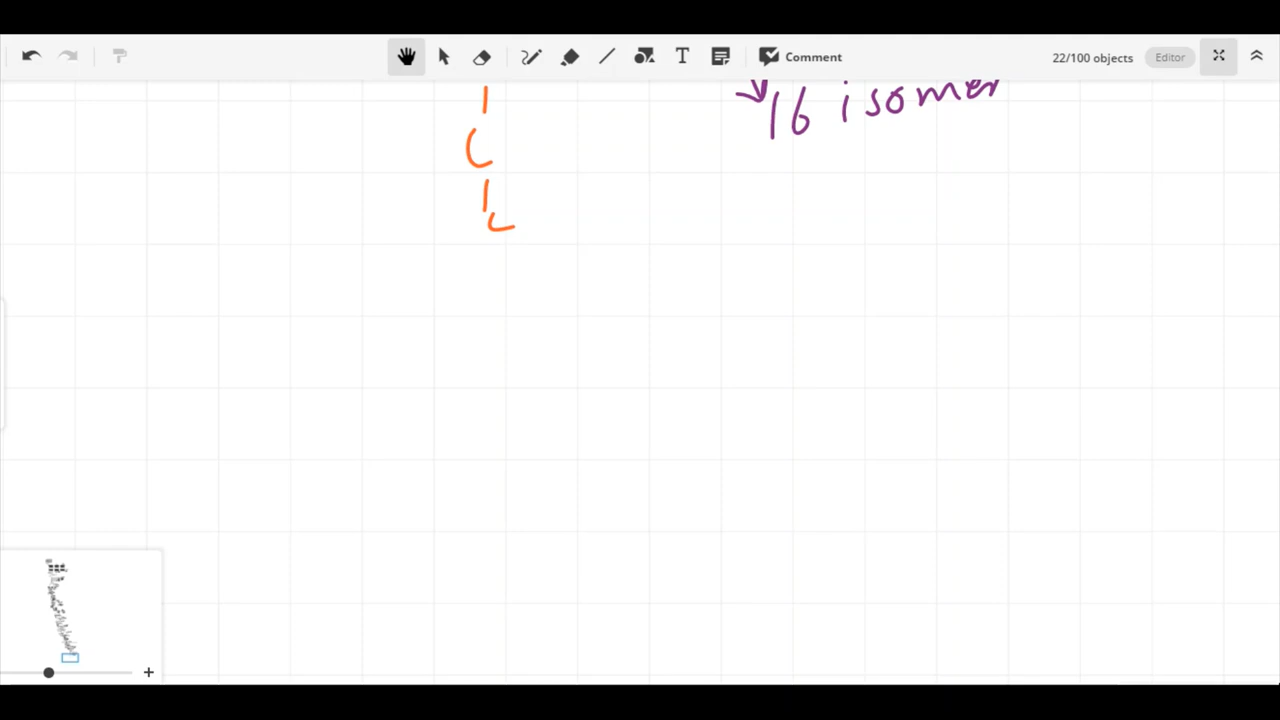 Comment
22/100 objects
Editor
16 isomer
C
C